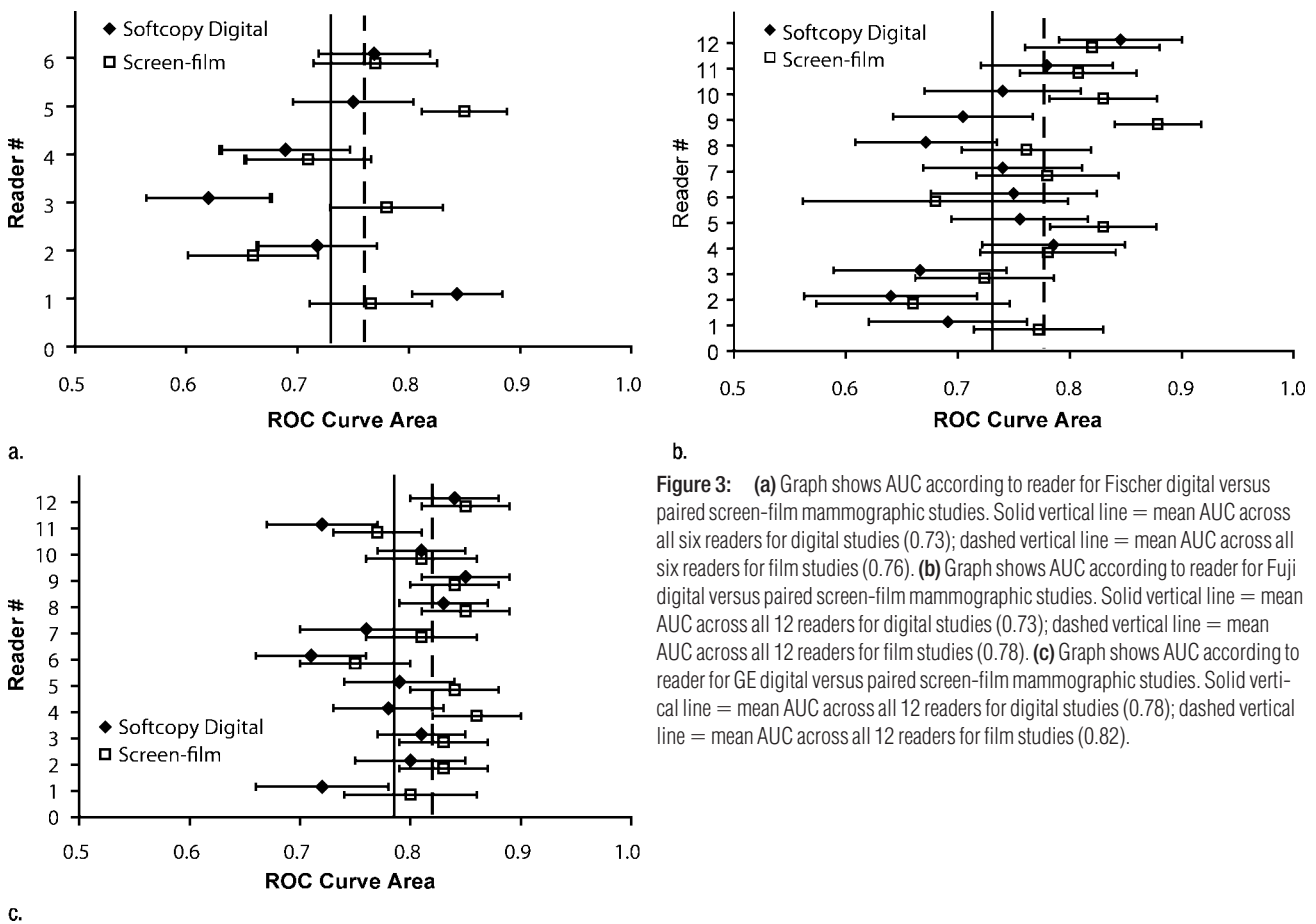 Softcopy Digital
Screen-film
Reader #
6
5
4
3
2
1
0
0.5 0.6 0.7 0.8 0.9 1.0
ROC Curve Area
a.
Softcopy Digital
Screen-film
Reader #
12
11
10
9
8
7
6
5
4
3
2
1
0
0.5 0.6 0.7 0.8 0.9 1.0
ROC Curve Area
b.
Reader #
12
11
10
9
8
7
6
5
4
3
2
1
0
Softcopy Digital
Screen-film
0.5 0.6 0.7 0.8 0.9 1.0
ROC Curve Area
c.
Figure 3: (a) Graph shows AUC according to reader for Fischer digital versus
paired screen-film mammographic studies. Solid vertical line = mean AUC across
all six readers for digital studies (0.73); dashed vertical line = mean AUC across all
six readers for film studies (0.76). (b) Graph shows AUC according to reader for Fuji
digital versus paired screen-film mammographic studies. Solid vertical line = mean
AUC across all 12 readers for digital studies (0.73); dashed vertical line = mean
AUC across all 12 readers for film studies (0.78). (c) Graph shows AUC according to
reader for GE digital versus paired screen-film mammographic studies. Solid verti-
cal line = mean AUC across all 12 readers for digital studies (0.78); dashed vertical
line = mean AUC across all 12 readers for film studies (0.82).